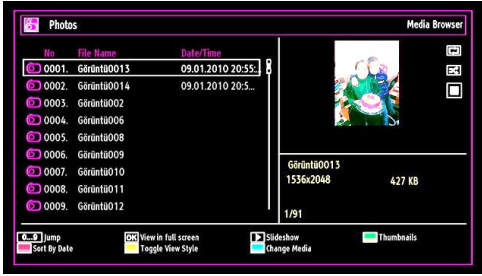 Photos Media Browser
No File Name Date/Time
0001. Görüntü0013 09.01.2010 20:55:..
0002. Görüntü0014 09.01.2010 20:5...
0003. Görüntü002
0004. Görüntü006
0005. Görüntü008
0006. Görüntü009
0007. Görüntü010
0008. Görüntü011
0009. Görüntü012
Görüntü0013
1536x2048 427 KB
1/91
0...9 Jump OK View in full screen Slideshow Thumbnails
Sort By Date Toggle View Style Change Media